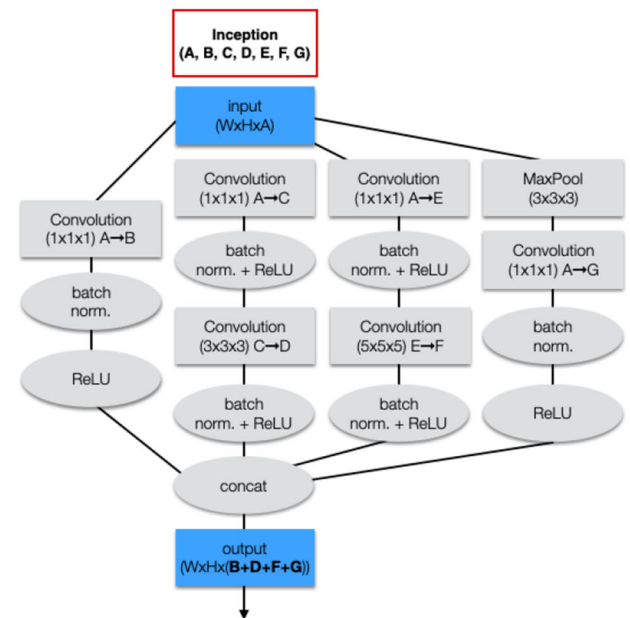 Inception
(A, B, C, D, E, F, G)
input
(WxHxA)
Convolution
(1x1x1) A→B
batch
norm.
ReLU
Convolution
(1x1x1) A→C
batch
norm. + ReLU
Convolution
(3x3x3) C→D
batch
norm. + ReLU
Convolution
(1x1x1) A→E
batch
norm. + ReLU
Convolution
(5x5x5) E→F
batch
norm. + ReLU
MaxPool
(3x3x3)
Convolution
(1x1x1) A→G
batch
norm.
ReLU
concat
output
(WxHx(B+D+F+G))